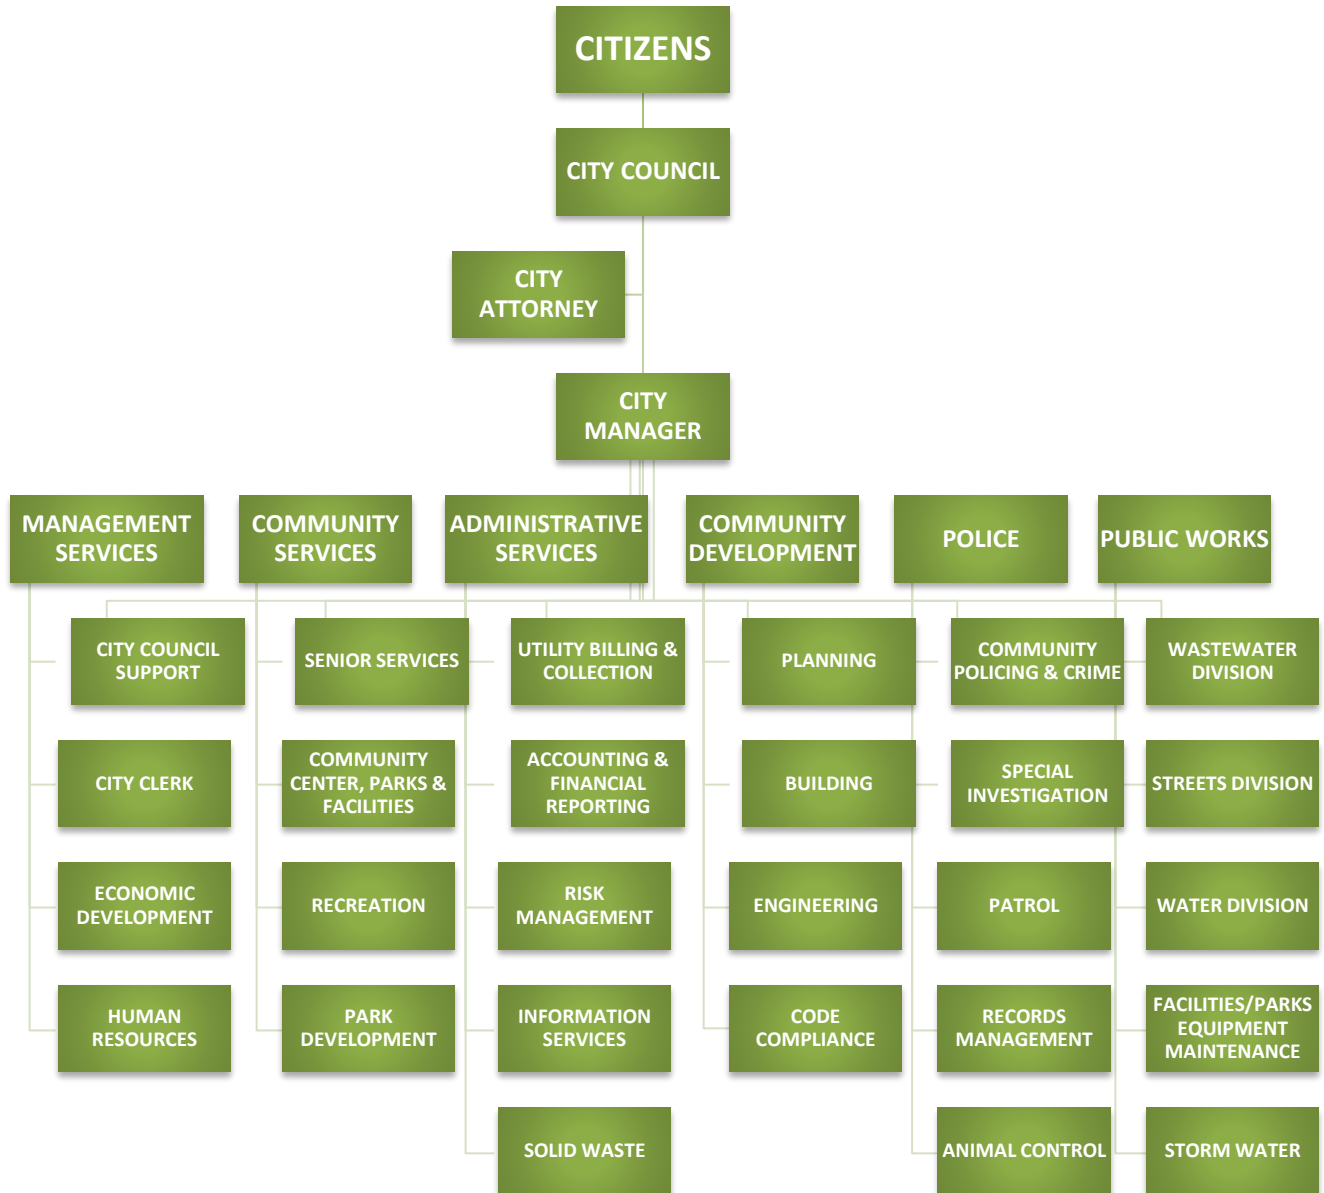 CITIZENS
CITY COUNCIL
CITY
ATTORNEY
CITY
MANAGER
MANAGEMENT
SERVICES
COMMUNITY
SERVICES
ADMINISTRATIVE
SERVICES
COMMUNITY
DEVELOPMENT
POLICE
PUBLIC WORKS
CITY COUNCIL
SUPPORT
SENIOR SERVICES
UTILITY BILLING &
COLLECTION
PLANNING
COMMUNITY
POLICING & CRIME
WASTEWATER
DIVISION
CITY CLERK
COMMUNITY
CENTER, PARKS &
FACILITIES
ACCOUNTING &
FINANCIAL
REPORTING
BUILDING
SPECIAL
INVESTIGATION
STREETS DIVISION
ECONOMIC
DEVELOPMENT
RECREATION
RISK
MANAGEMENT
ENGINEERING
PATROL
WATER DIVISION
HUMAN
RESOURCES
PARK
DEVELOPMENT
INFORMATION
SERVICES
CODE
COMPLIANCE
RECORDS
MANAGEMENT
FACILITIES/PARKS
EQUIPMENT
MAINTENANCE
SOLID WASTE
ANIMAL CONTROL
STORM WATER